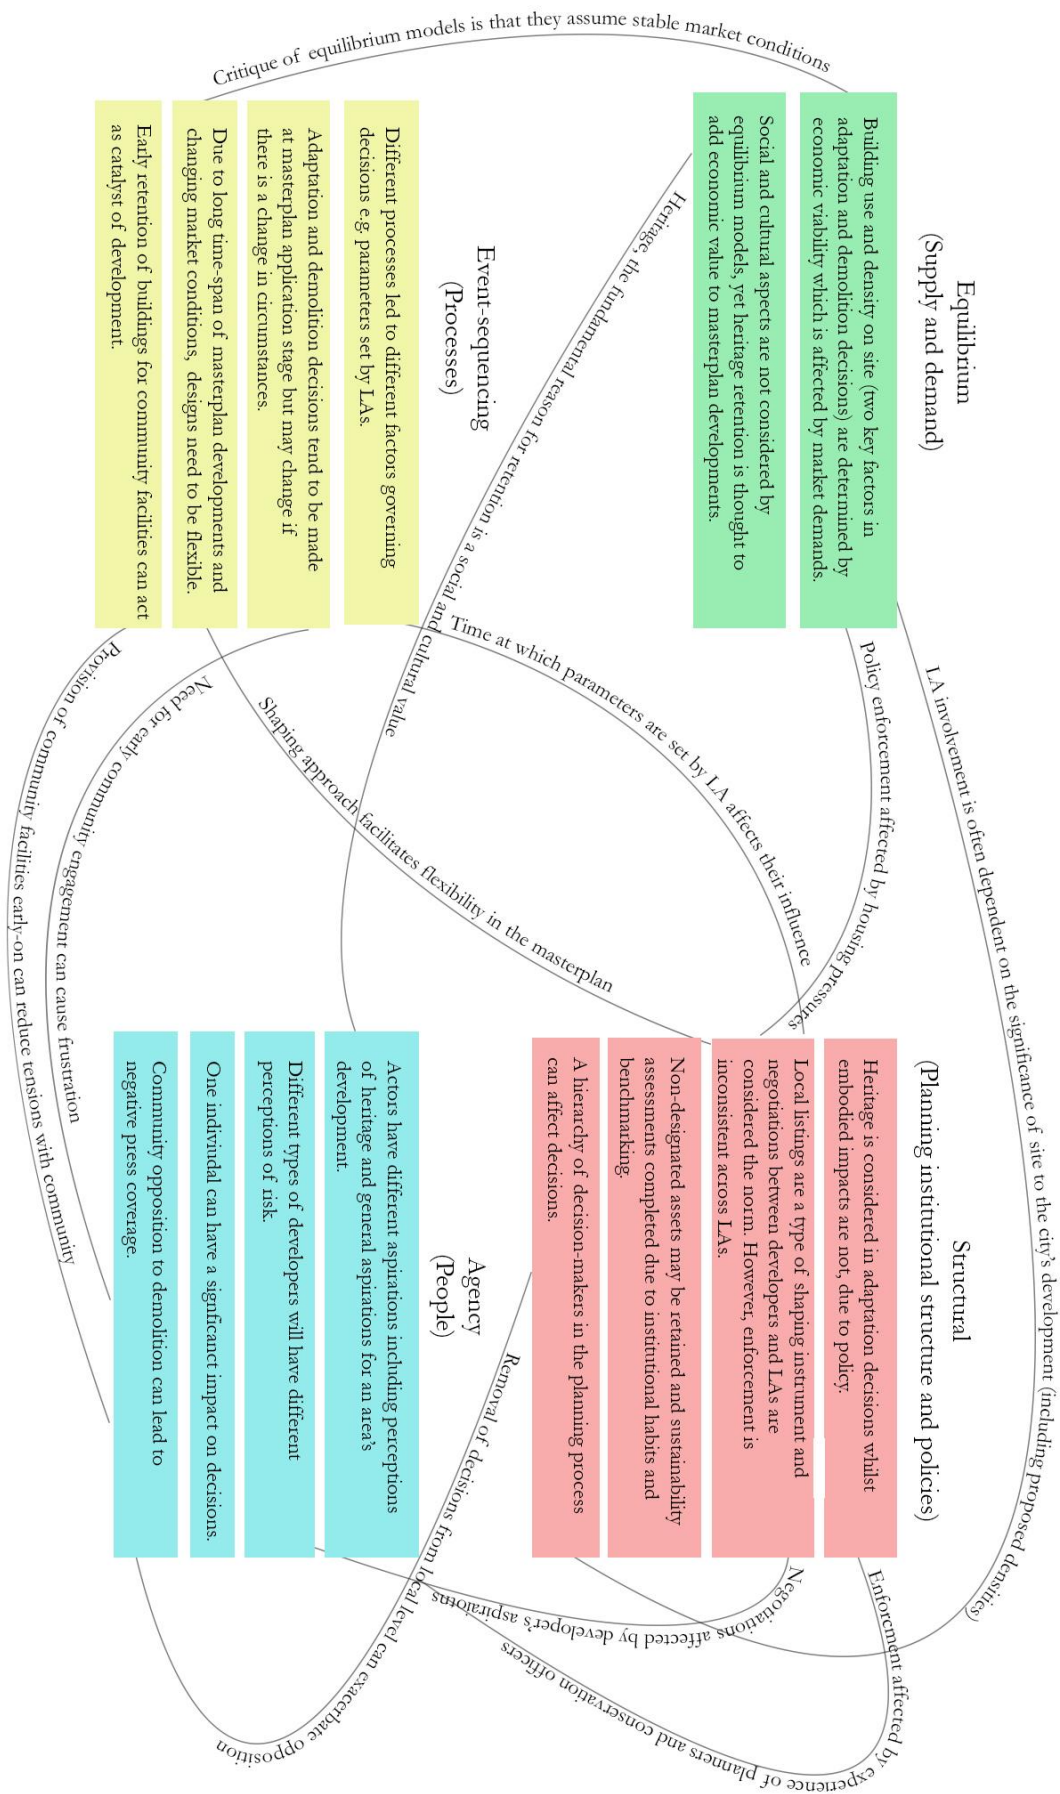 Equilibrium
(Supply and demand)
Building use and density on site (two key factors in
adaptation and demolition decisions) are determined by
economic viability which is affected by market demands.
Social and cultural aspects are not considered by
equilibrium models, yet heritage retention is thought to
add economic value to masterplan developments.
Structural
(Planning institutional structure and policies)
Heritage is considered in adaptation decisions whilst
embodied impacts are not, due to policy.
Local listings are a type of shaping instrument and
negotiations between developers and LAs are
considered the norm. However, enforcement is
inconsistent across LAs.
Non-designated assets may be retained and sustainability
assessments completed due to institutional habits and
benchmarking.
A hierarchy of decision-makers in the planning process
can affect decisions.
Event-sequencing
(Processes)
Different processes led to different factors governing
decisions e.g. parameters set by LAs.
Adaptation and demolition decisions tend to be made
at masterplan application stage but may change if
there is a change in circumstances.
Due to long time-span of masterplan developments and
changing market conditions, designs need to be flexible.
Early retention of buildings for community facilities can act
as catalyst of development.
Agency
(People)
Actors have different aspirations including perceptions
of heritage and general aspirations for an area's
development.
Different types of developers will have different
perceptions of risk.
One indiviudal can have a significanct impact on decisions.
Community opposition to demolition can lead to
negative press coverage.
Critique of equilibrium models is that they assume stable market conditions
LA involvement is often dependent on the significance of site to the city's development (including proposed densities)
Policy enforcement affected by housing pressures
Heritage, the fundamental reason for retention is a social and cultural value
Time at which parameters are set by LA affects their influence
Shaping approach facilitates flexibility in the masterplan
Need for early community engagement can cause frustration
Provision of community facilities early-on can reduce tensions with community
Enforcment affected by experience of planners and conservation officers
Negotiations affected by developer's aspiratoins
Removal of decisions from local level can exacerbate opposition